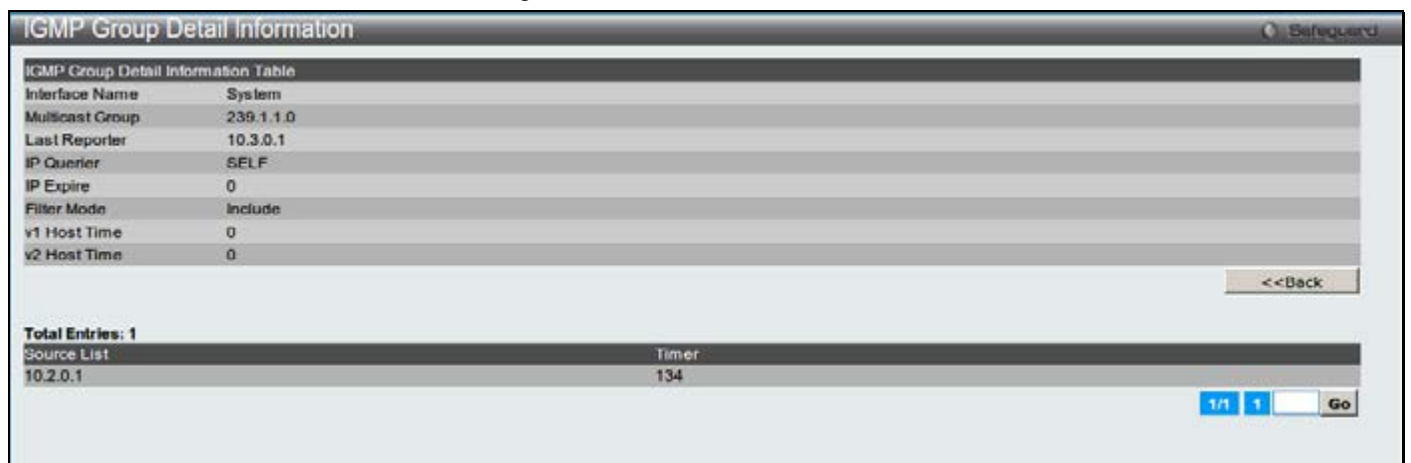 IGMP Group Detail Information
Safeguard
IGMP Group Detail Information Table
Interface Name System
Multicast Group 239.1.1.0
Last Reporter 10.3.0.1
IP Querier SELF
IP Expire 0
Filter Mode Include
v1 Host Time 0
v2 Host Time 0
<<Back
Total Entries: 1
Source List Timer
10.2.0.1 134
1/1 1 Go